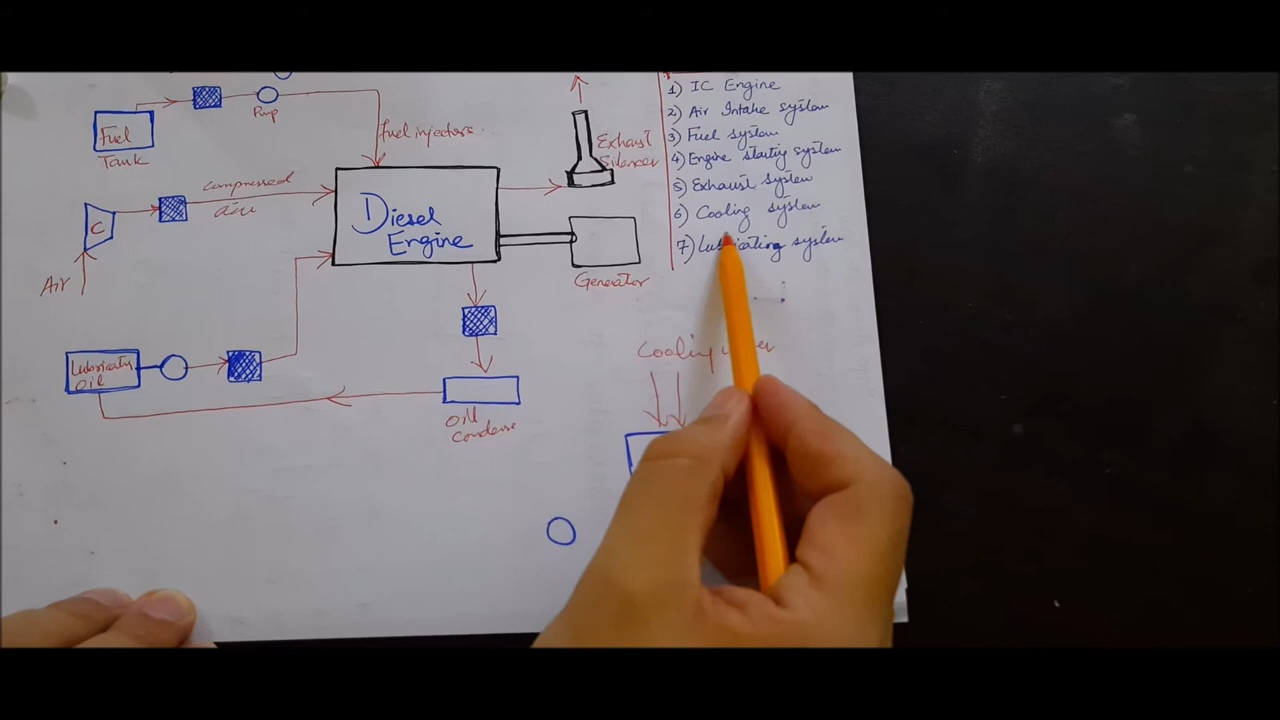 Fuel
Tank
Pump
fuel injectors..
Exhaust
Silencer
compressed
air
C
Air
Diesel
Engine
Generator
Lubricating
oil
Oil
Condense
1) IC Engine
2) Air Intake system
3) Fuel system
4) Engine starting system
5) Exhaust system
6) Cooling system
7) Lubricating system
Cooling